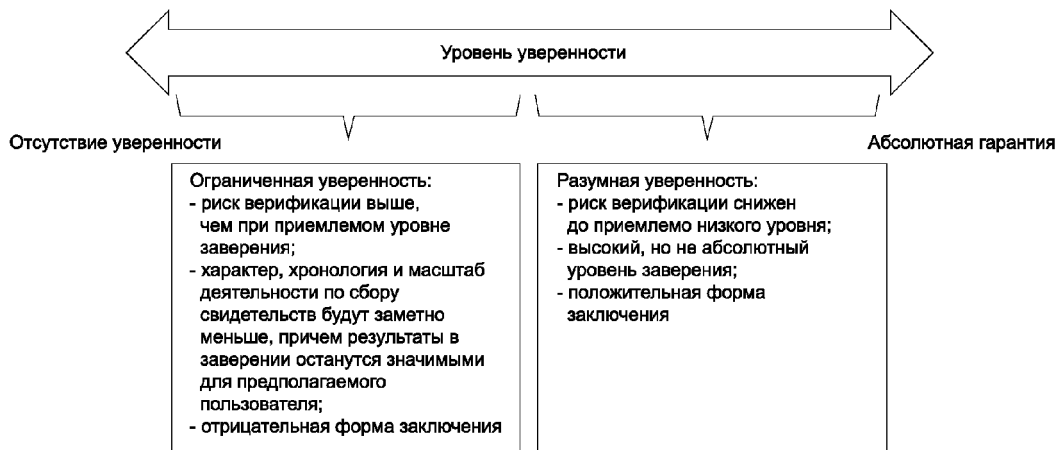 Уровень уверенности
Отсутствие уверенности
Абсолютная гарантия
Ограниченная уверенность:
- риск верификации выше,
чем при приемлемом уровне
заверения;
- характер, хронология и масштаб
деятельности по сбору
свидетельств будут заметно
меньше, причем результаты в
заверении останутся значимыми
для предполагаемого
пользователя;
- отрицательная форма заключения
Разумная уверенность:
- риск верификации снижен
до приемлемо низкого уровня;
- высокий, но не абсолютный
уровень заверения;
- положительная форма
заключения